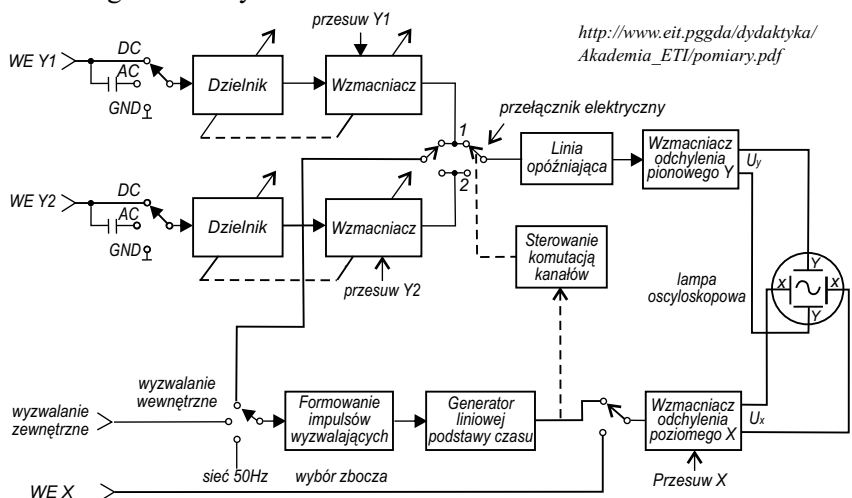 przesuw Y1
http://www.eit.pggda/dydaktyka/
Akademia_ETI/pomiary.pdf
WE Y1
DC
AC
GND
Dzielnik
Wzmacniacz
przełącznik elektryczny
1
2
Linia
opóźniająca
Wzmacniacz
odchylenia
pionowego Y
Uy
WE Y2
DC
AC
GND
Dzielnik
Wzmacniacz
przesuw Y2
Sterowanie
komutacją
kanałów
lampa
oscyloskopowa
Y
X
X
Y
wyzwalanie
wewnętrzne
wyzwalanie
zewnętrzne
sieć 50Hz
Formowanie
impulsów
wyzwalających
Generator
liniowej
podstawy czasu
Wzmacniacz
odchylenia
poziomego X
Ux
wybór zbocza
Przesuw X
WE X